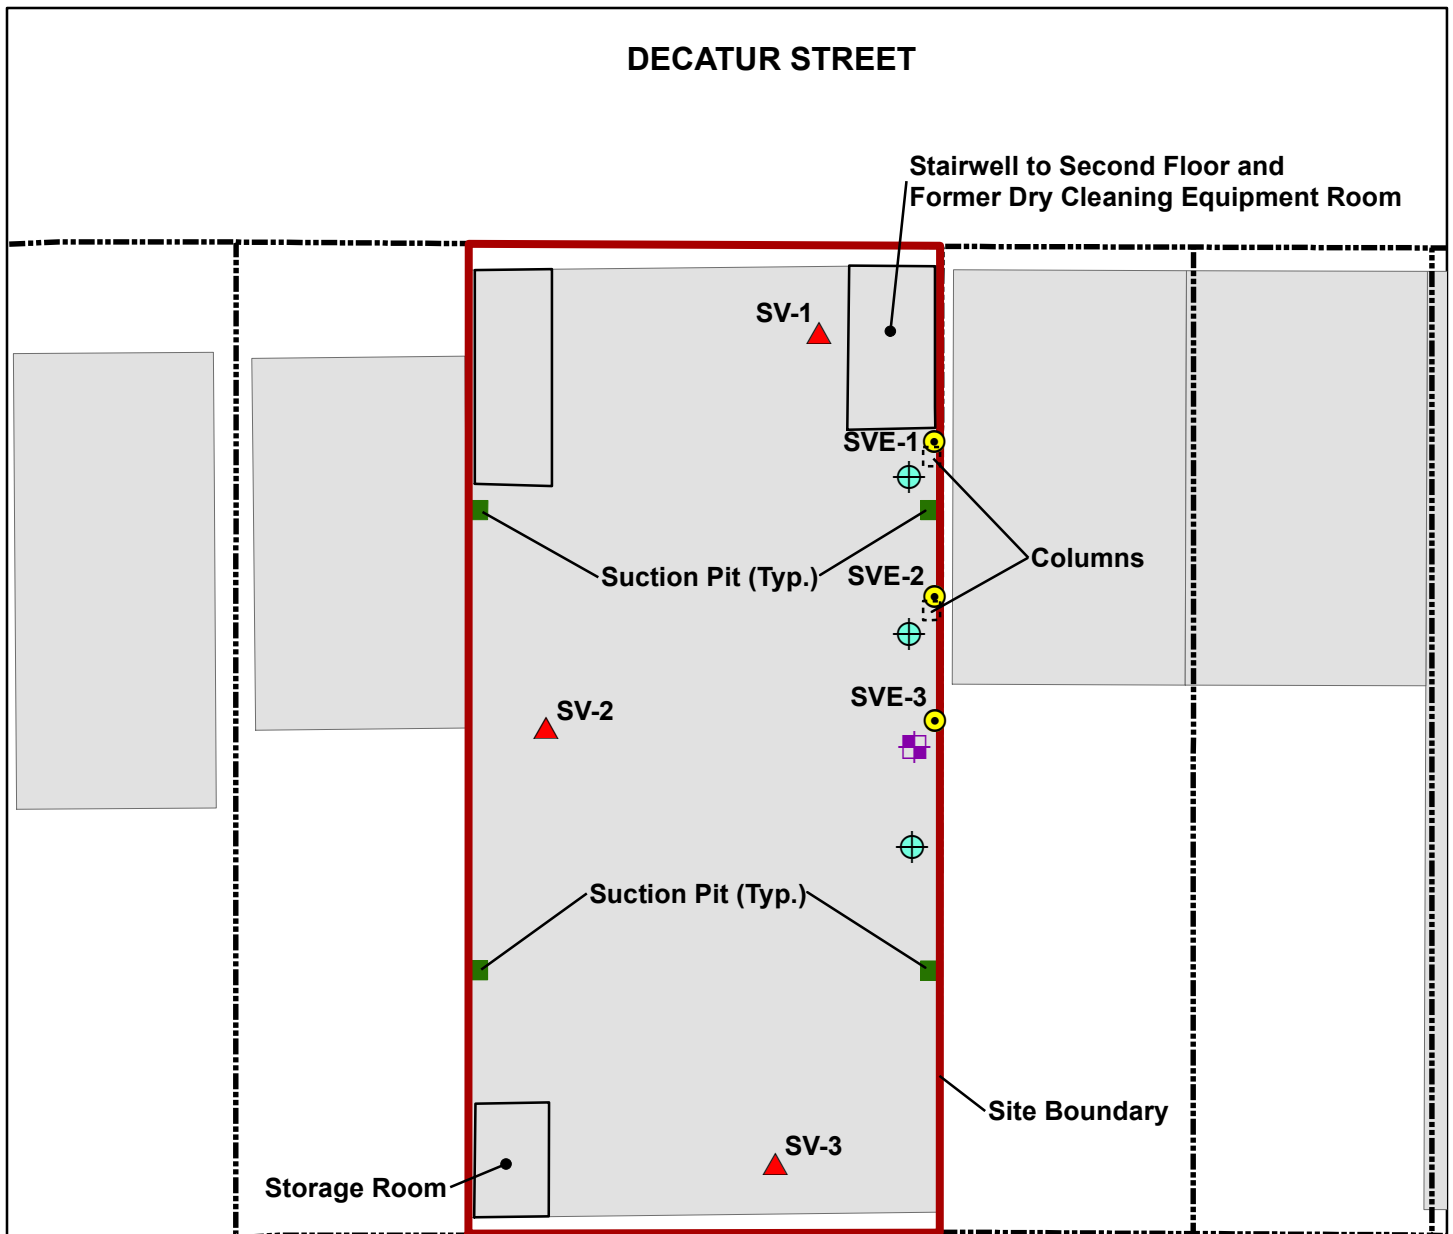 DECATUR STREET
Stairwell to Second Floor and
Former Dry Cleaning Equipment Room
SV-1
SVE-1
Columns
Suction Pit (Typ.)
SVE-2
SVE-3
SV-2
Suction Pit (Typ.)
Site Boundary
SV-3
Storage Room